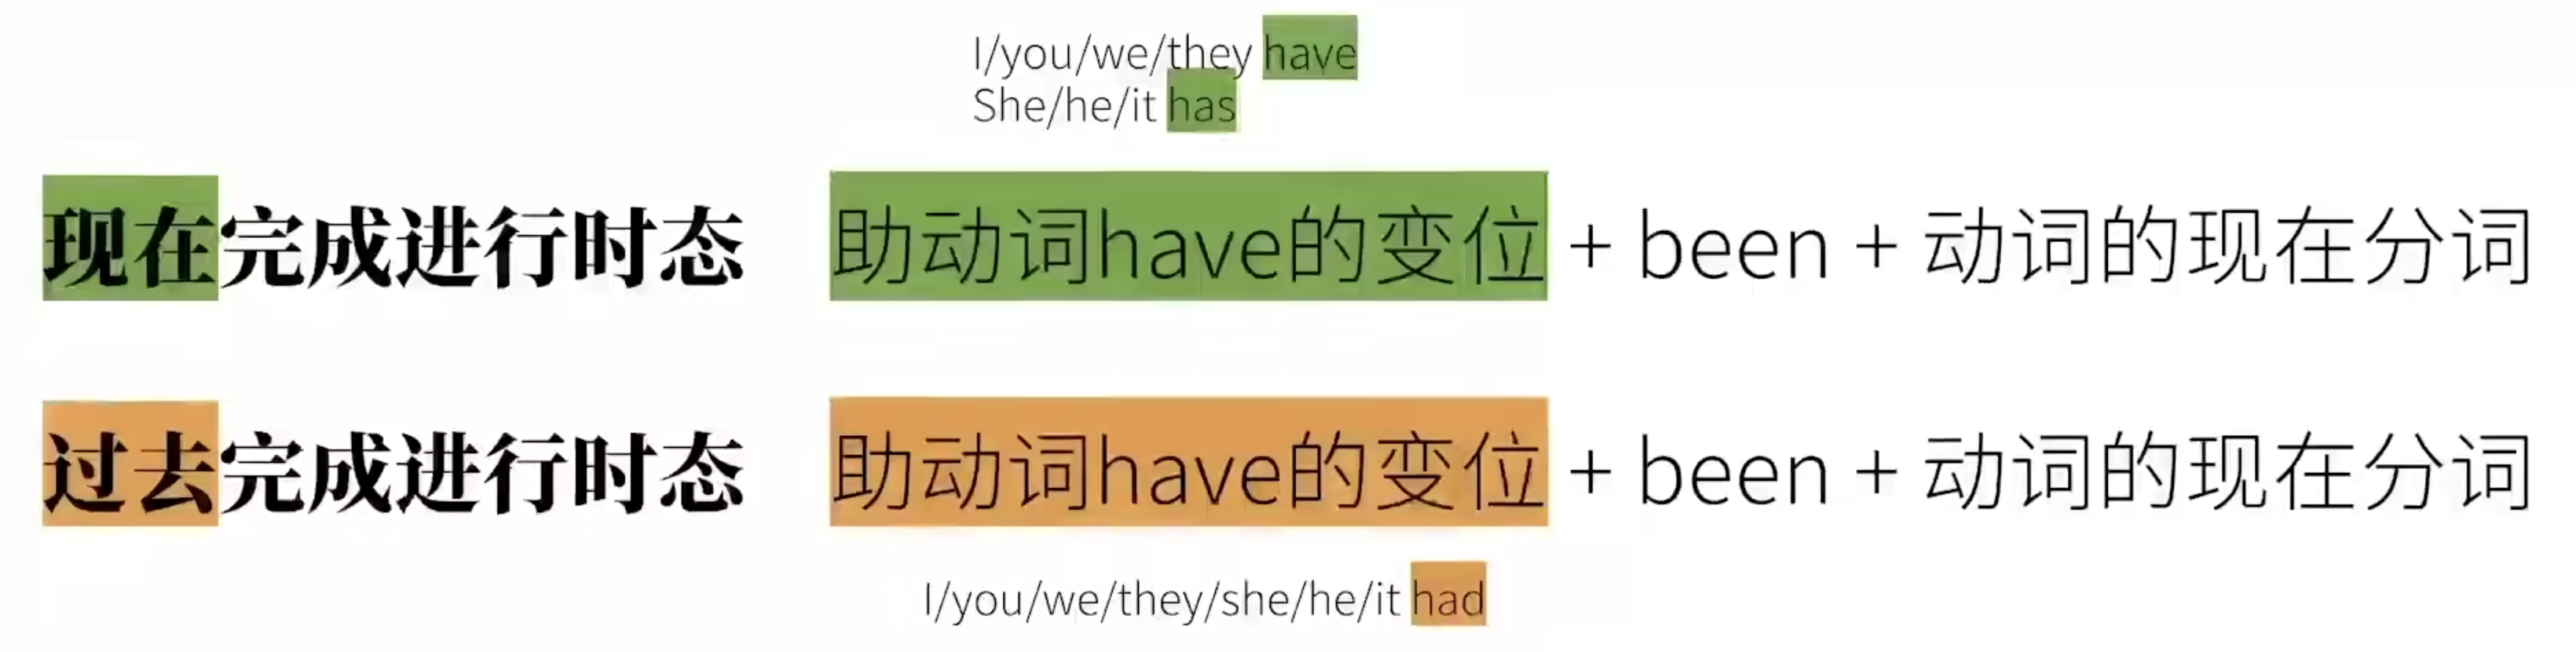 I/you/we/they have
She/he/it has
现在完成进行时态 助动词have的变位 + been + 动词的现在分词
过去完成进行时态 助动词have的变位 + been + 动词的现在分词
I/you/we/they/she/he/it had